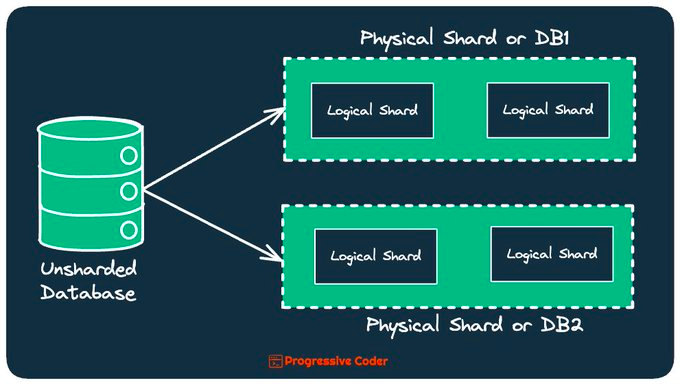 Physical Shard or DB1
Logical Shard
Logical Shard
Unsharded
Database
Logical Shard
Logical Shard
Physical Shard or DB2
Progressive Coder